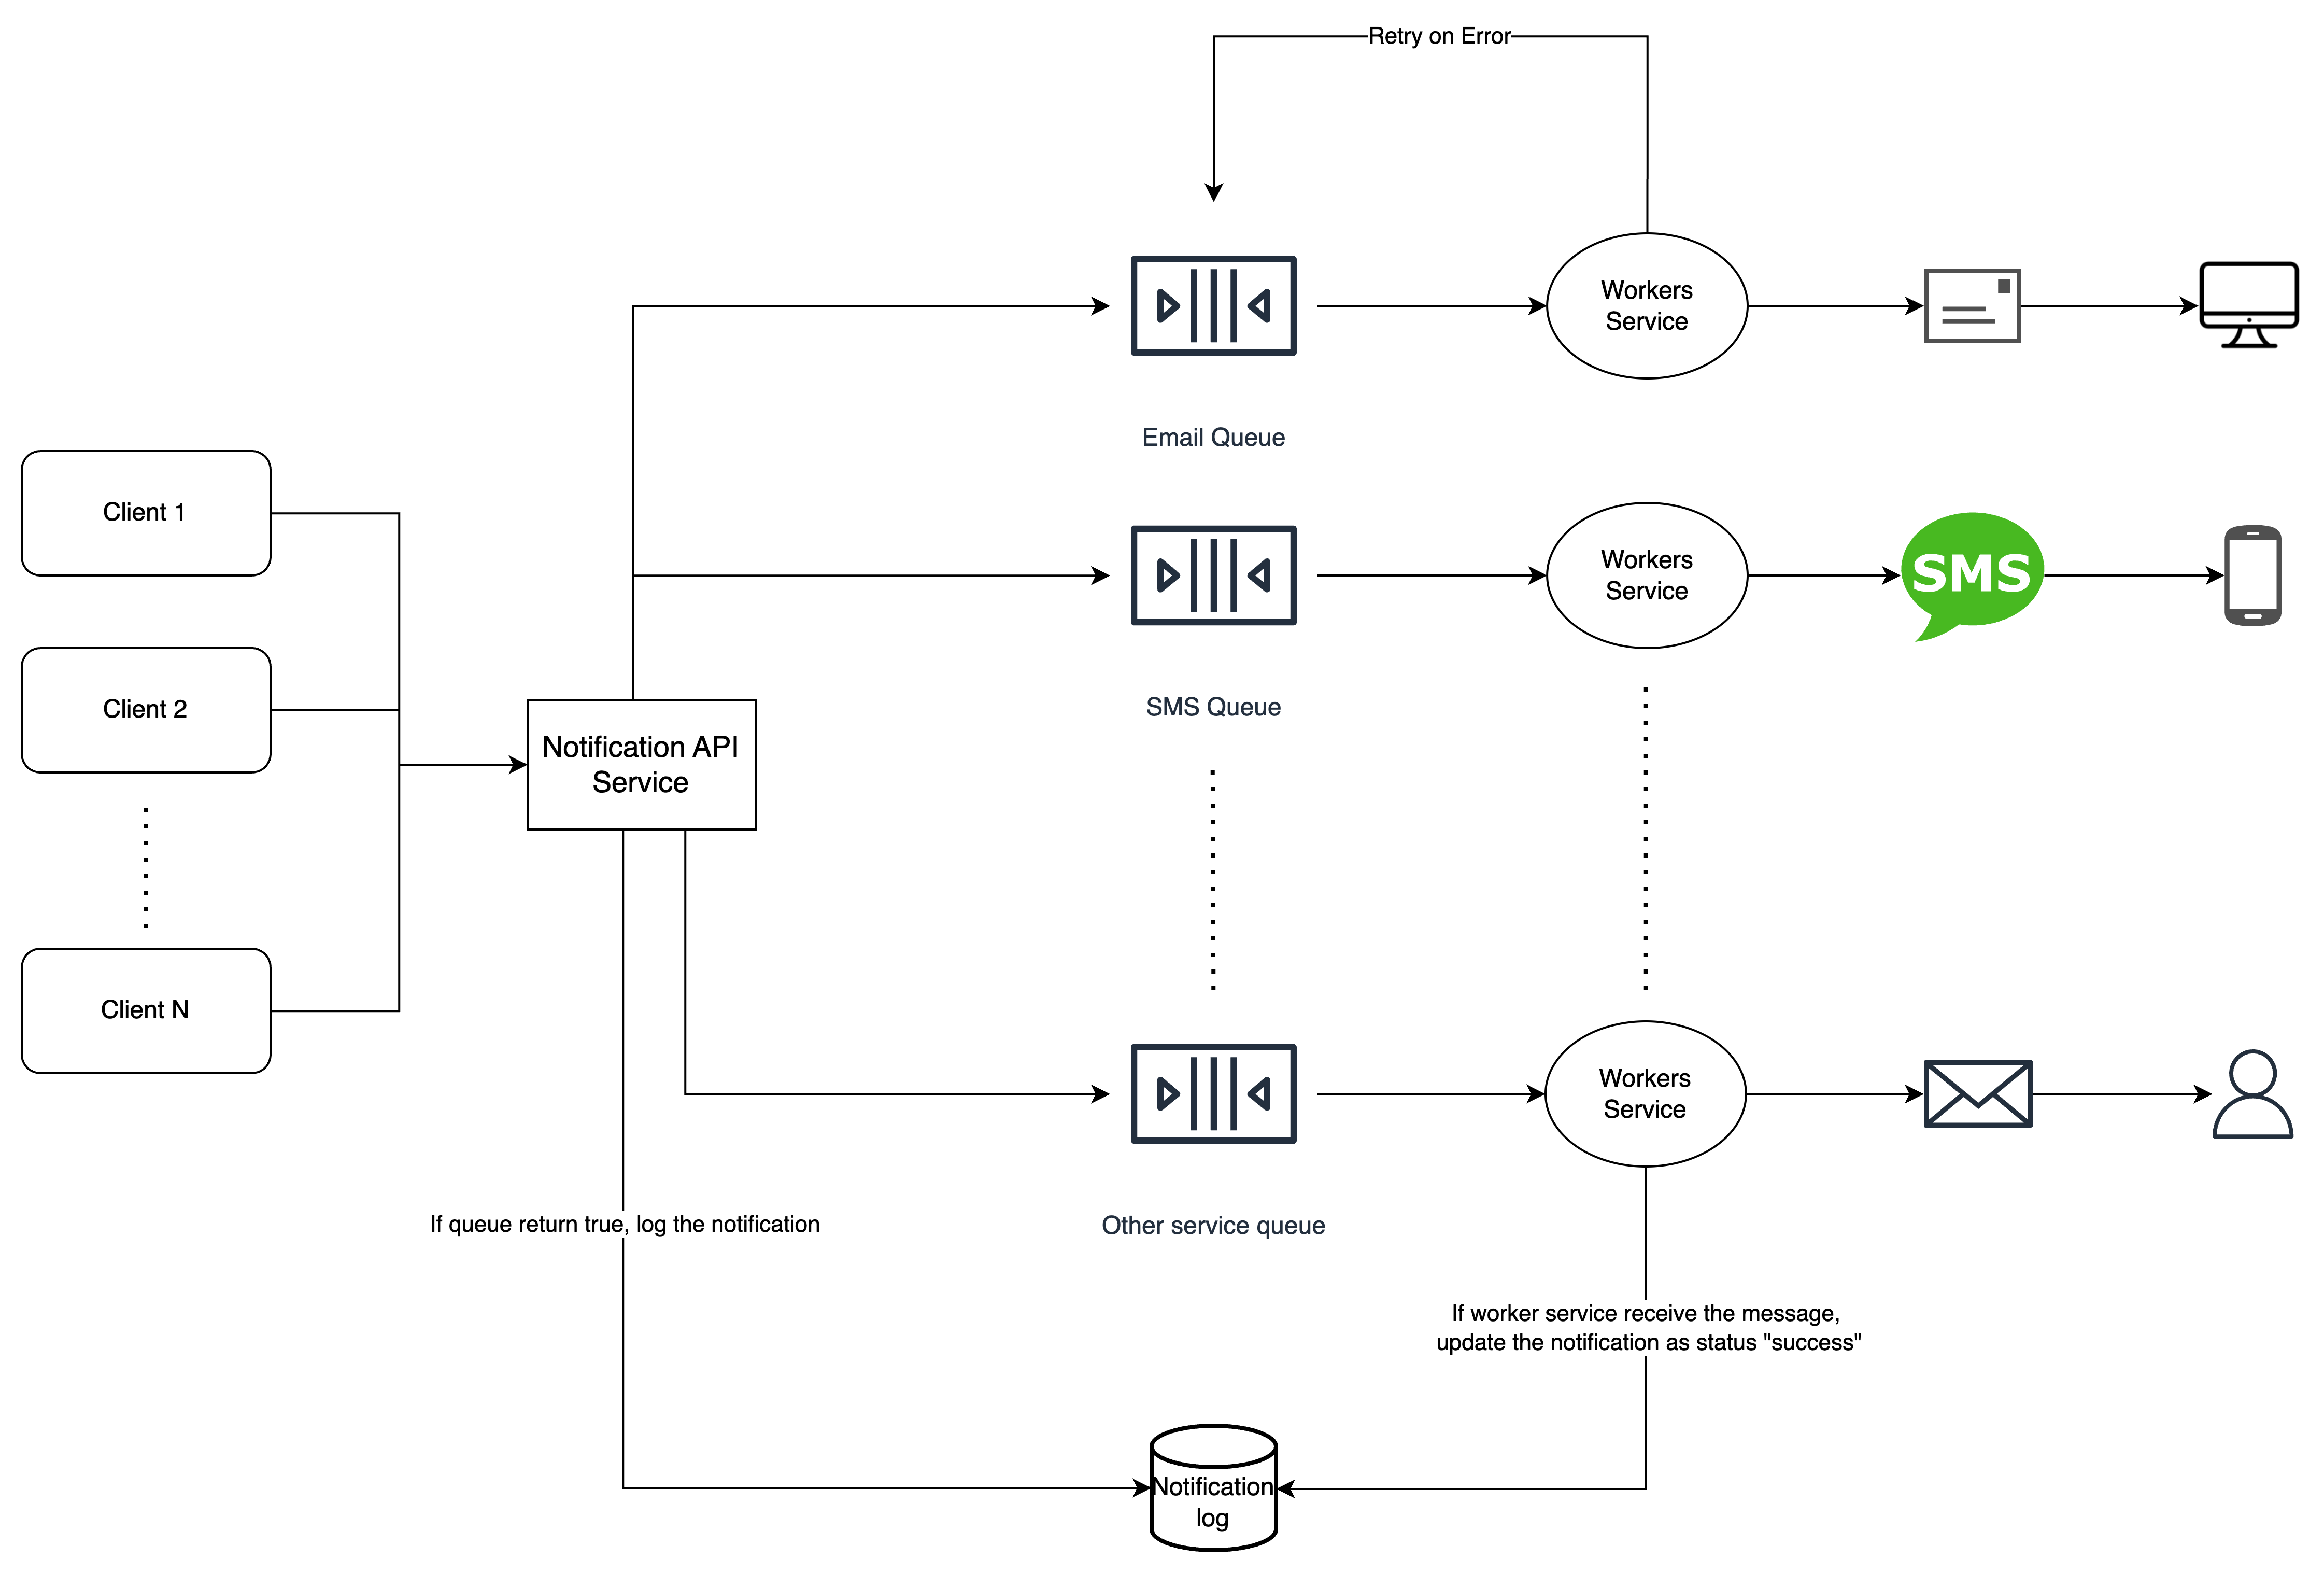 Retry on Error
Workers
Service
Email Queue
Client 1
Workers
Service
SMS
Client 2
SMS Queue
Notification API
Service
Client N
Workers
Service
If queue return true, log the notification
Other service queue
If worker service receive the message,
update the notification as status "success"
Notification
log